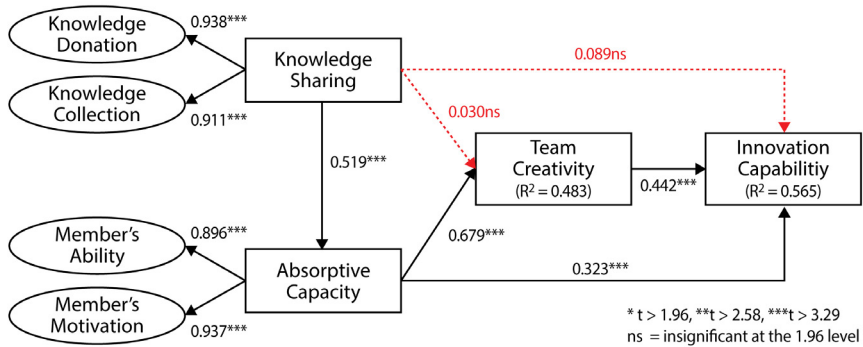 Knowledge
Donation
0.938***
Knowledge
Sharing
0.089ns
Knowledge
Collection
0.911***
0.030ns
Team
Creativity
(R² = 0.483)
Innovation
Capabilitiy
(R² = 0.565)
0.519***
0.442***
Member's
Ability
0.896***
0.679***
Absorptive
Capacity
0.323***
Member's
Motivation
0.937***
* t > 1.96, **t > 2.58, ***t > 3.29
ns = insignificant at the 1.96 level